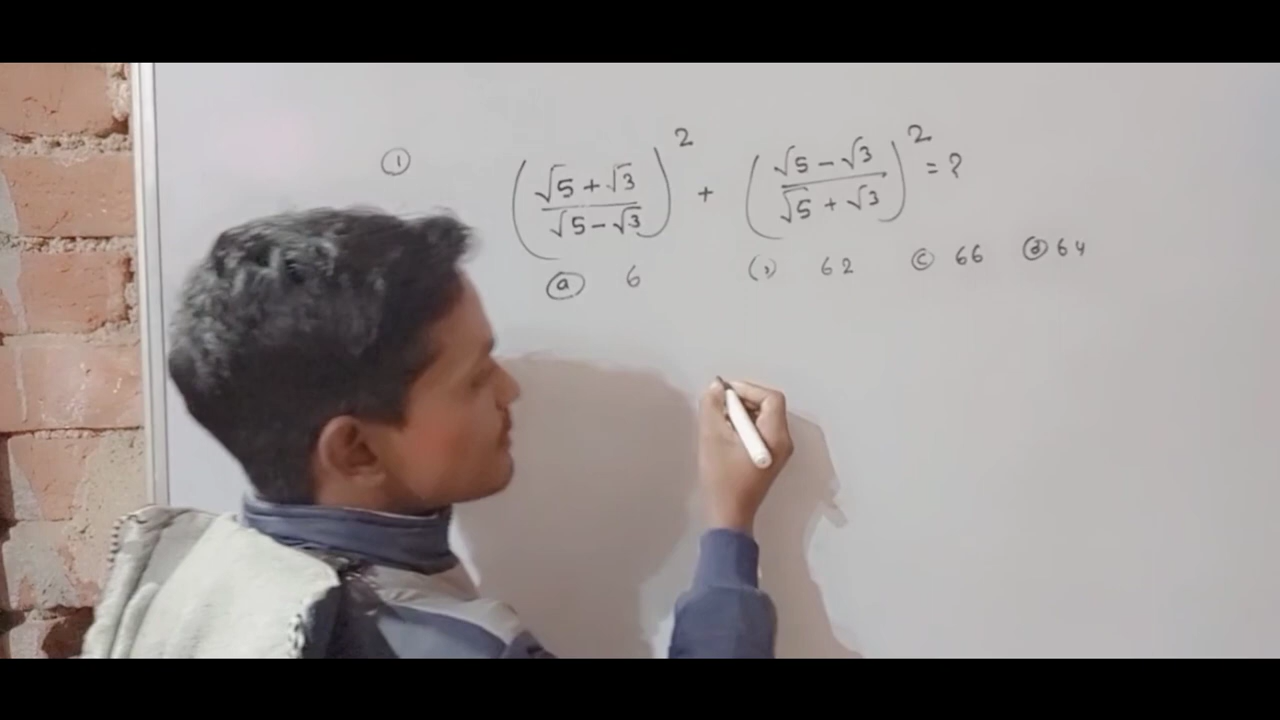 ① (√5+√3/√5-√3)² + (√5-√3/√5+√3)² = ?
ⓐ 6 62 ⓒ 66 ⓓ 64